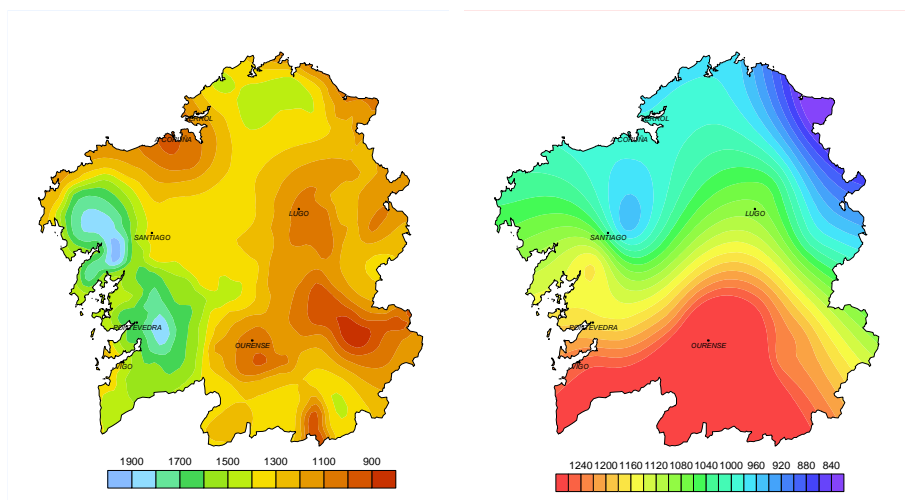 FERROL
A CORUÑA
LUGO
SANTIAGO
PONTEVEDRA
OURENSE
VIGO
1900 1700 1500 1300 1100 900
FERROL
A CORUÑA
LUGO
SANTIAGO
PONTEVEDRA
OURENSE
VIGO
1240 1200 1160 1120 1080 1040 1000 960 920 880 840